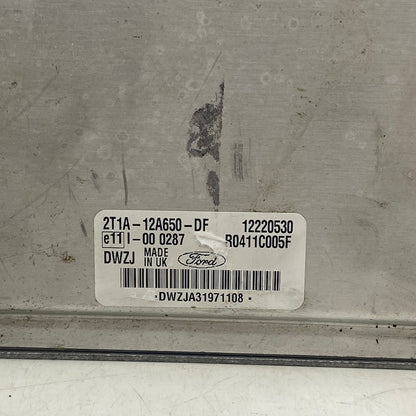 2T1A-12A650-DF 12220530
e11 I-00 0287 R0411C005F
DWZJ MADE IN UK Ford
·DWZJA31971108·